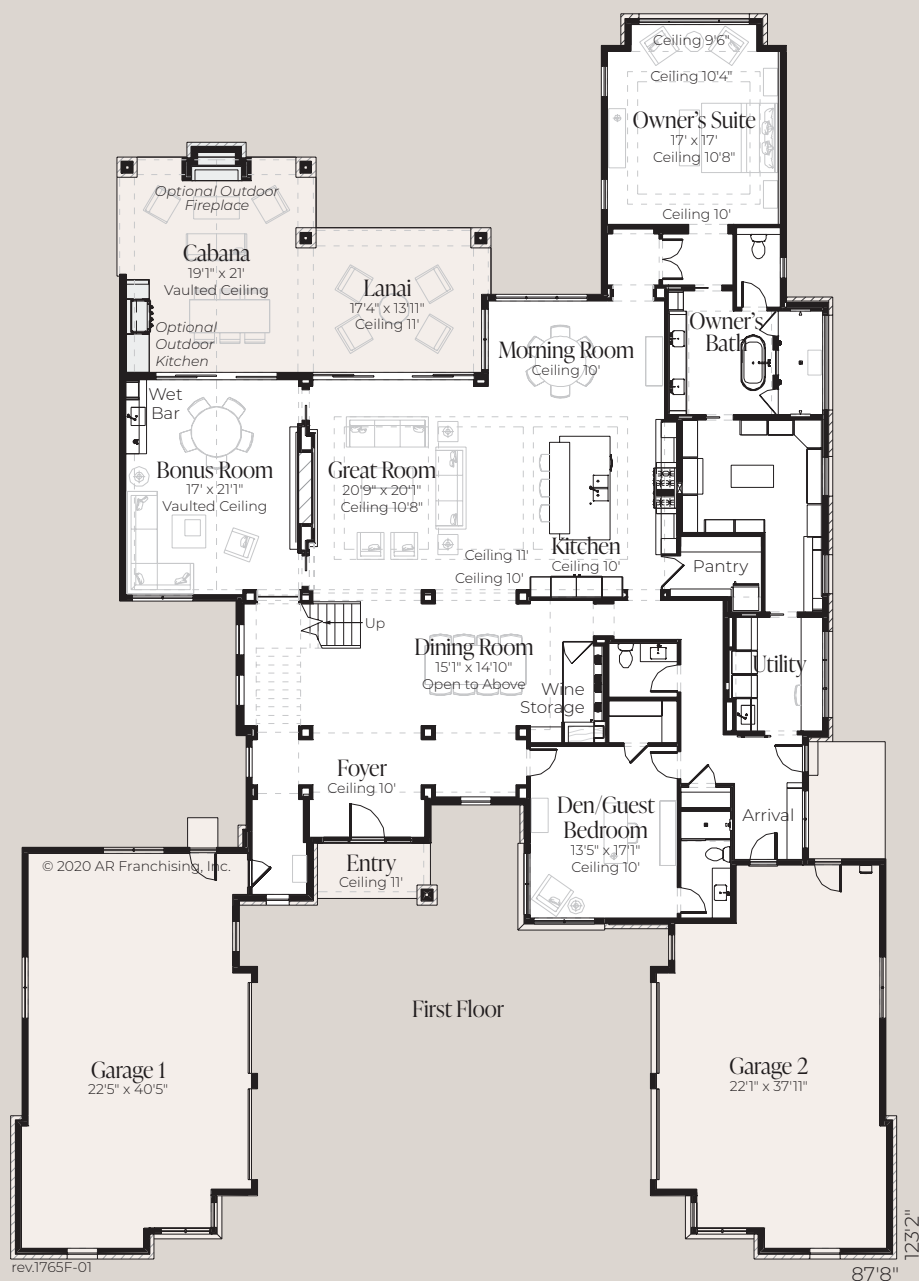 Ceiling 9'6"
Ceiling 10'4"
Owner's Suite
17' x 17'
Ceiling 10'8"
Ceiling 10'
Optional Outdoor
Fireplace
Cabana
19'1" x 21'
Vaulted Ceiling
Lanai
17'4" x 13'11"
Ceiling 11'
Optional
Outdoor
Kitchen
Owner's
Bath
Morning Room
Ceiling 10'
Wet
Bar
Bonus Room
17' x 21'1"
Vaulted Ceiling
Great Room
20'9" x 20'1"
Ceiling 10'8"
Ceiling 11'
Ceiling 10'
Kitchen
Ceiling 10'
Pantry
Up
Dining Room
15'1" x 14'10"
Open to Above
Wine
Storage
Utility
Foyer
Ceiling 10'
Den/Guest
Bedroom
13'5" x 17'1"
Ceiling 10'
Arrival
Entry
Ceiling 11'
© 2020 AR Franchising, Inc.
First Floor
Garage 1
22'5" x 40'5"
Garage 2
22'1" x 37'11"
rev.1765F-01
123'2"
87'8"